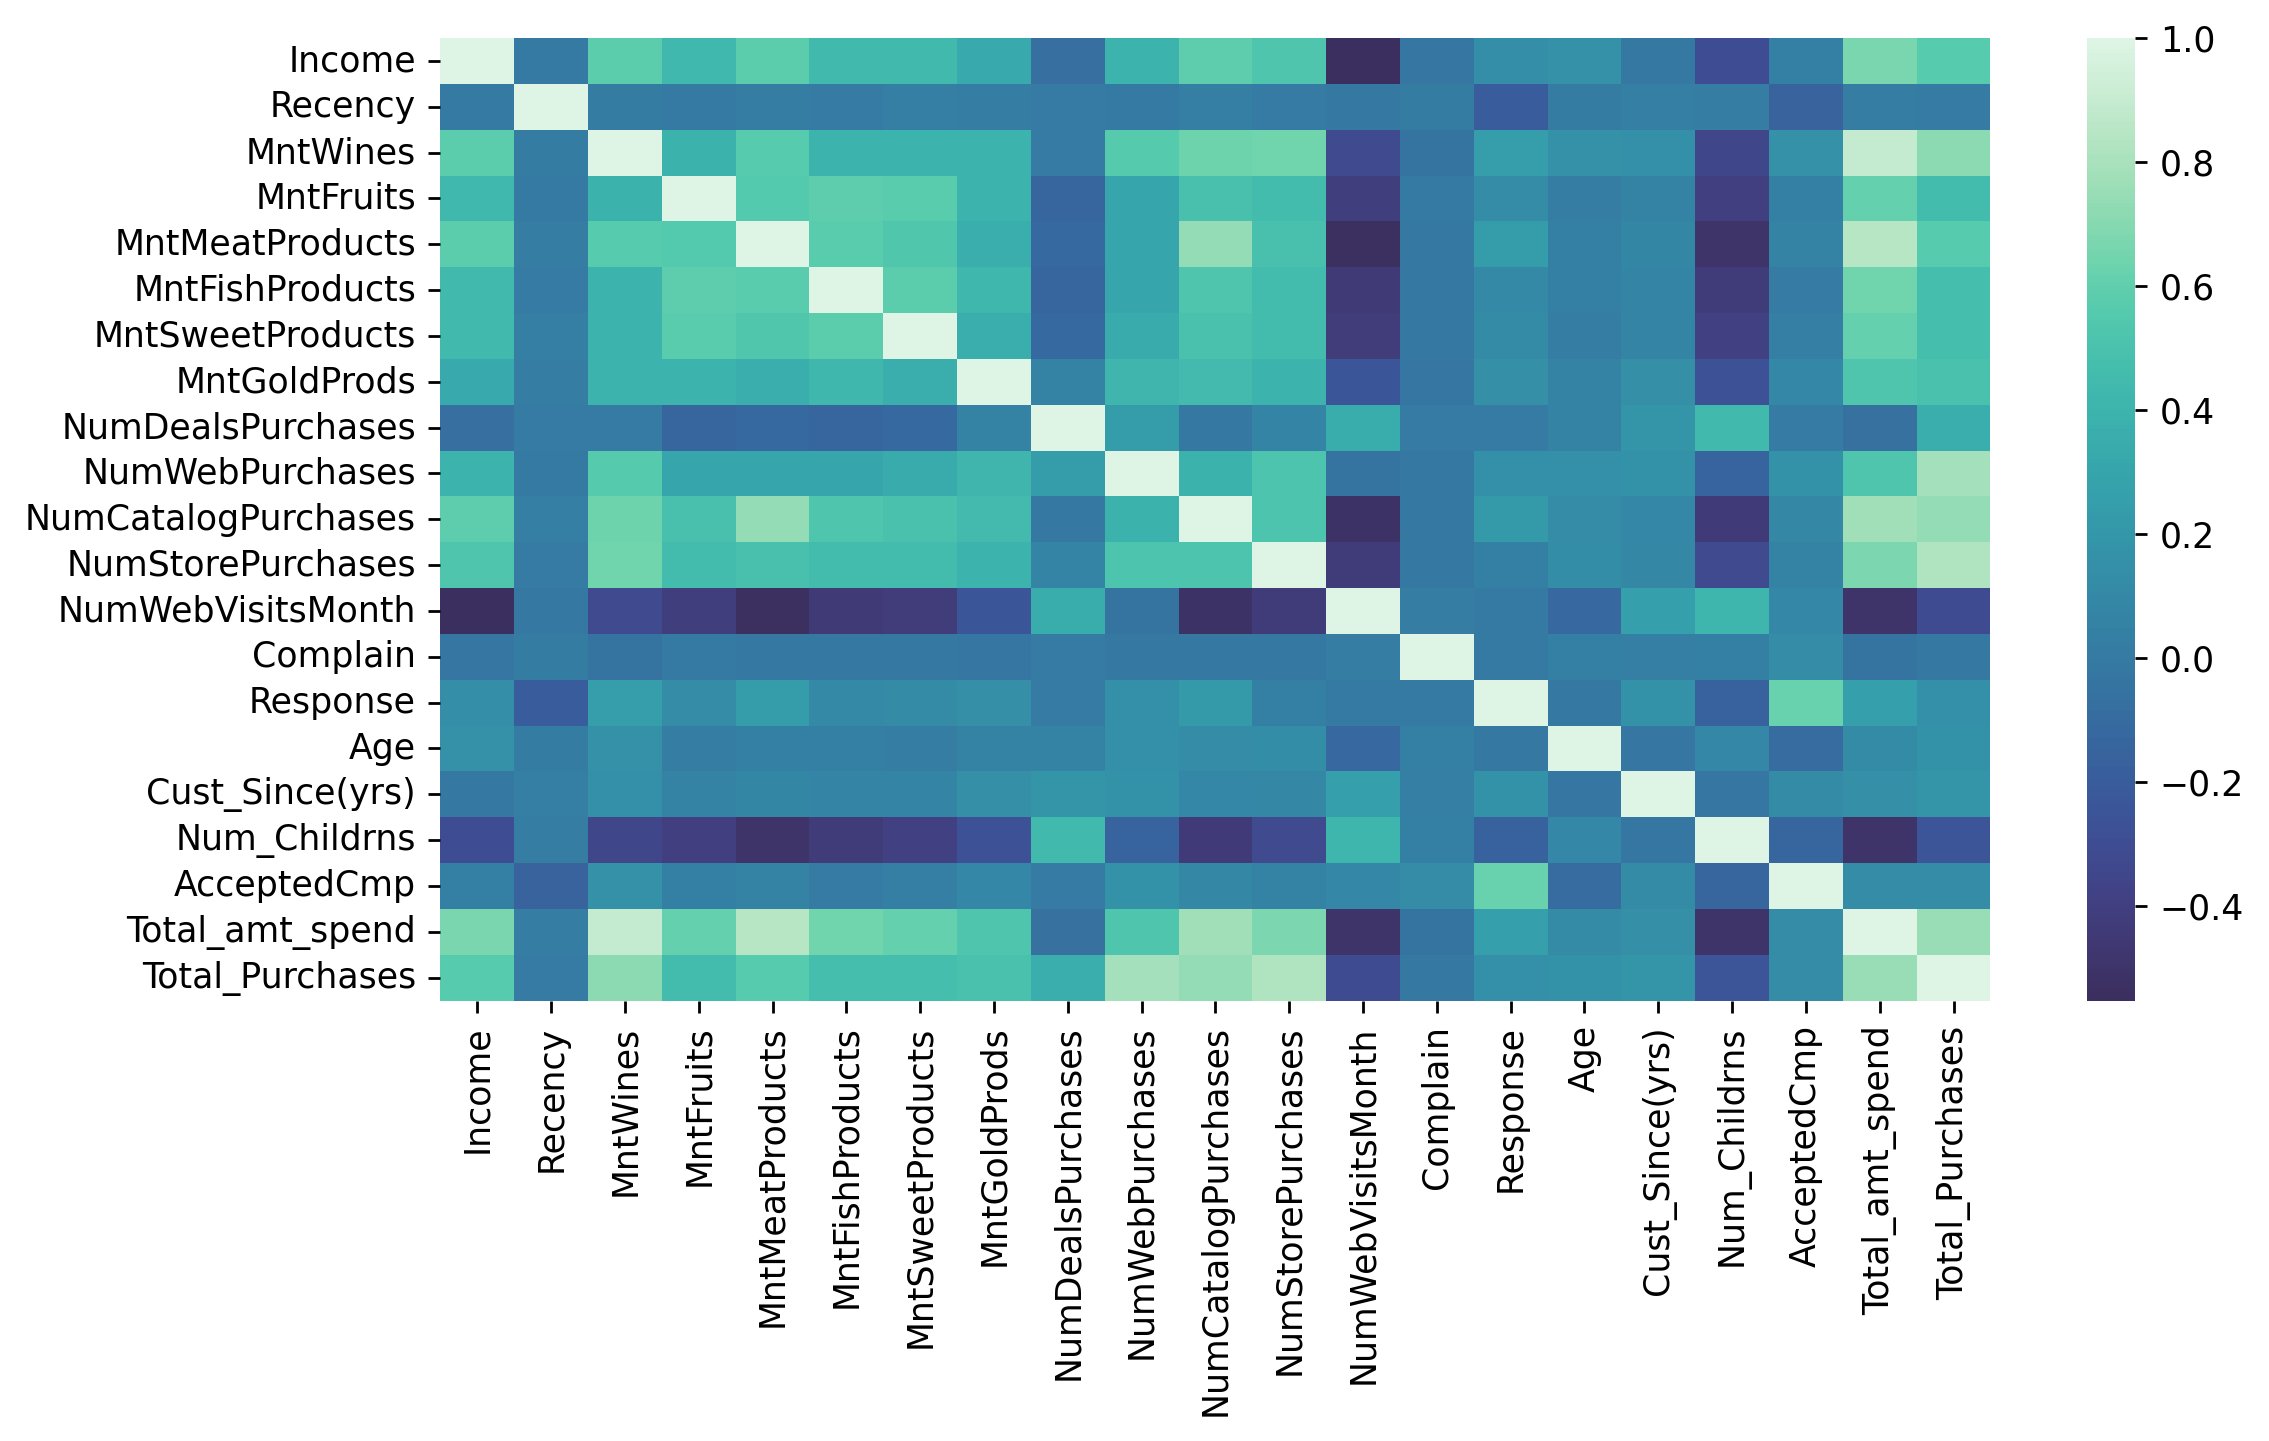 Income
Recency
MntWines
MntFruits
MntMeatProducts
MntFishProducts
MntSweetProducts
MntGoldProds
NumDealsPurchases
NumWebPurchases
NumCatalogPurchases
NumStorePurchases
NumWebVisitsMonth
Complain
Response
Age
Cust_Since(yrs)
Num_Childrns
AcceptedCmp
Total_amt_spend
Total_Purchases
Income
Recency
MntWines
MntFruits
MntMeatProducts
MntFishProducts
MntSweetProducts
MntGoldProds
NumDealsPurchases
NumWebPurchases
NumCatalogPurchases
NumStorePurchases
NumWebVisitsMonth
Complain
Response
Age
Cust_Since(yrs)
Num_Childrns
AcceptedCmp
Total_amt_spend
Total_Purchases
1.0
0.8
0.6
0.4
0.2
0.0
−0.2
−0.4